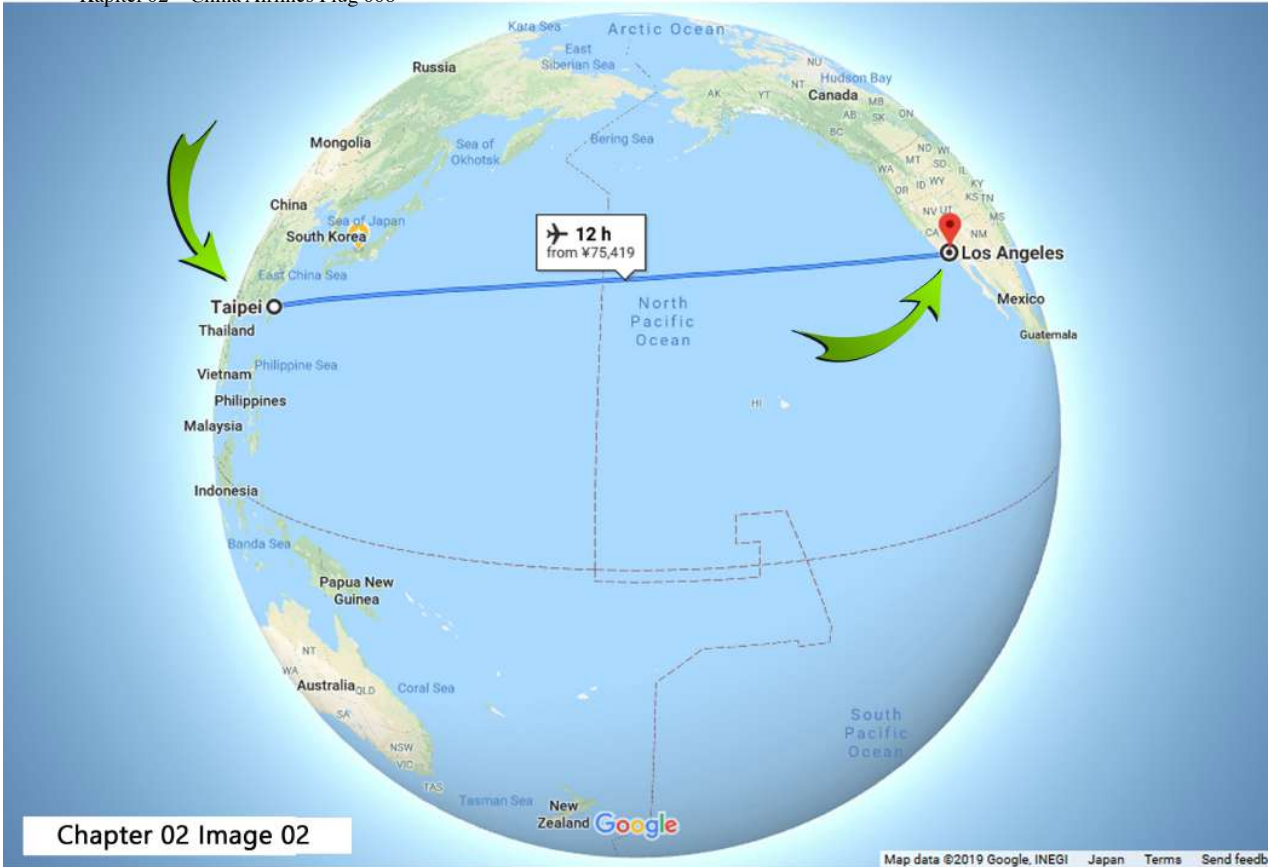 Kara Sea
Arctic Ocean
East
Siberian Sea
Russia
NU
Hudson Bay
NT
Canada
AK
YT
MB
AB
ON
SK
BC
Bering Sea
Sea of
Okhotsk
Mongolia
ND
WI
MT
SD
WA
IL
OR
ID
WY
KY
KS
TN
China
NV
UT
MS
Sea of Japan
South Korea
CA
NM
12 h
from ¥75,419
Los Angeles
East China Sea
Taipei
Mexico
North
Pacific
Ocean
Thailand
Guatemala
Philippine Sea
Vietnam
Philippines
HI
Malaysia
Indonesia
Banda Sea
Papua New
Guinea
NT
WA
Australia
QLD
Coral Sea
SA
South
Pacific
Ocean
NSW
VIC
TAS
Tasman Sea
New
Zealand
Google
Chapter 02 Image 02
Map data ©2019 Google, INEGI Japan Terms Send feedb